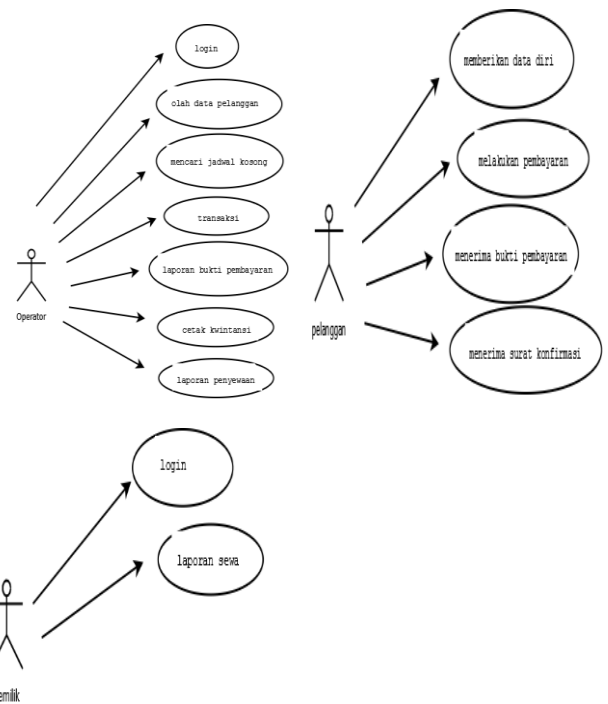 login
olah data pelanggan
mencari jadwal kosong
transaksi
laporan bukti pembayaran
cetak kwintansi
laporan penyewaan
Operator
memberikan data diri
melakukan pembayaran
menerima bukti pembayaran
menerima surat konfirmasi
pelanggan
login
laporan sewa
emilik